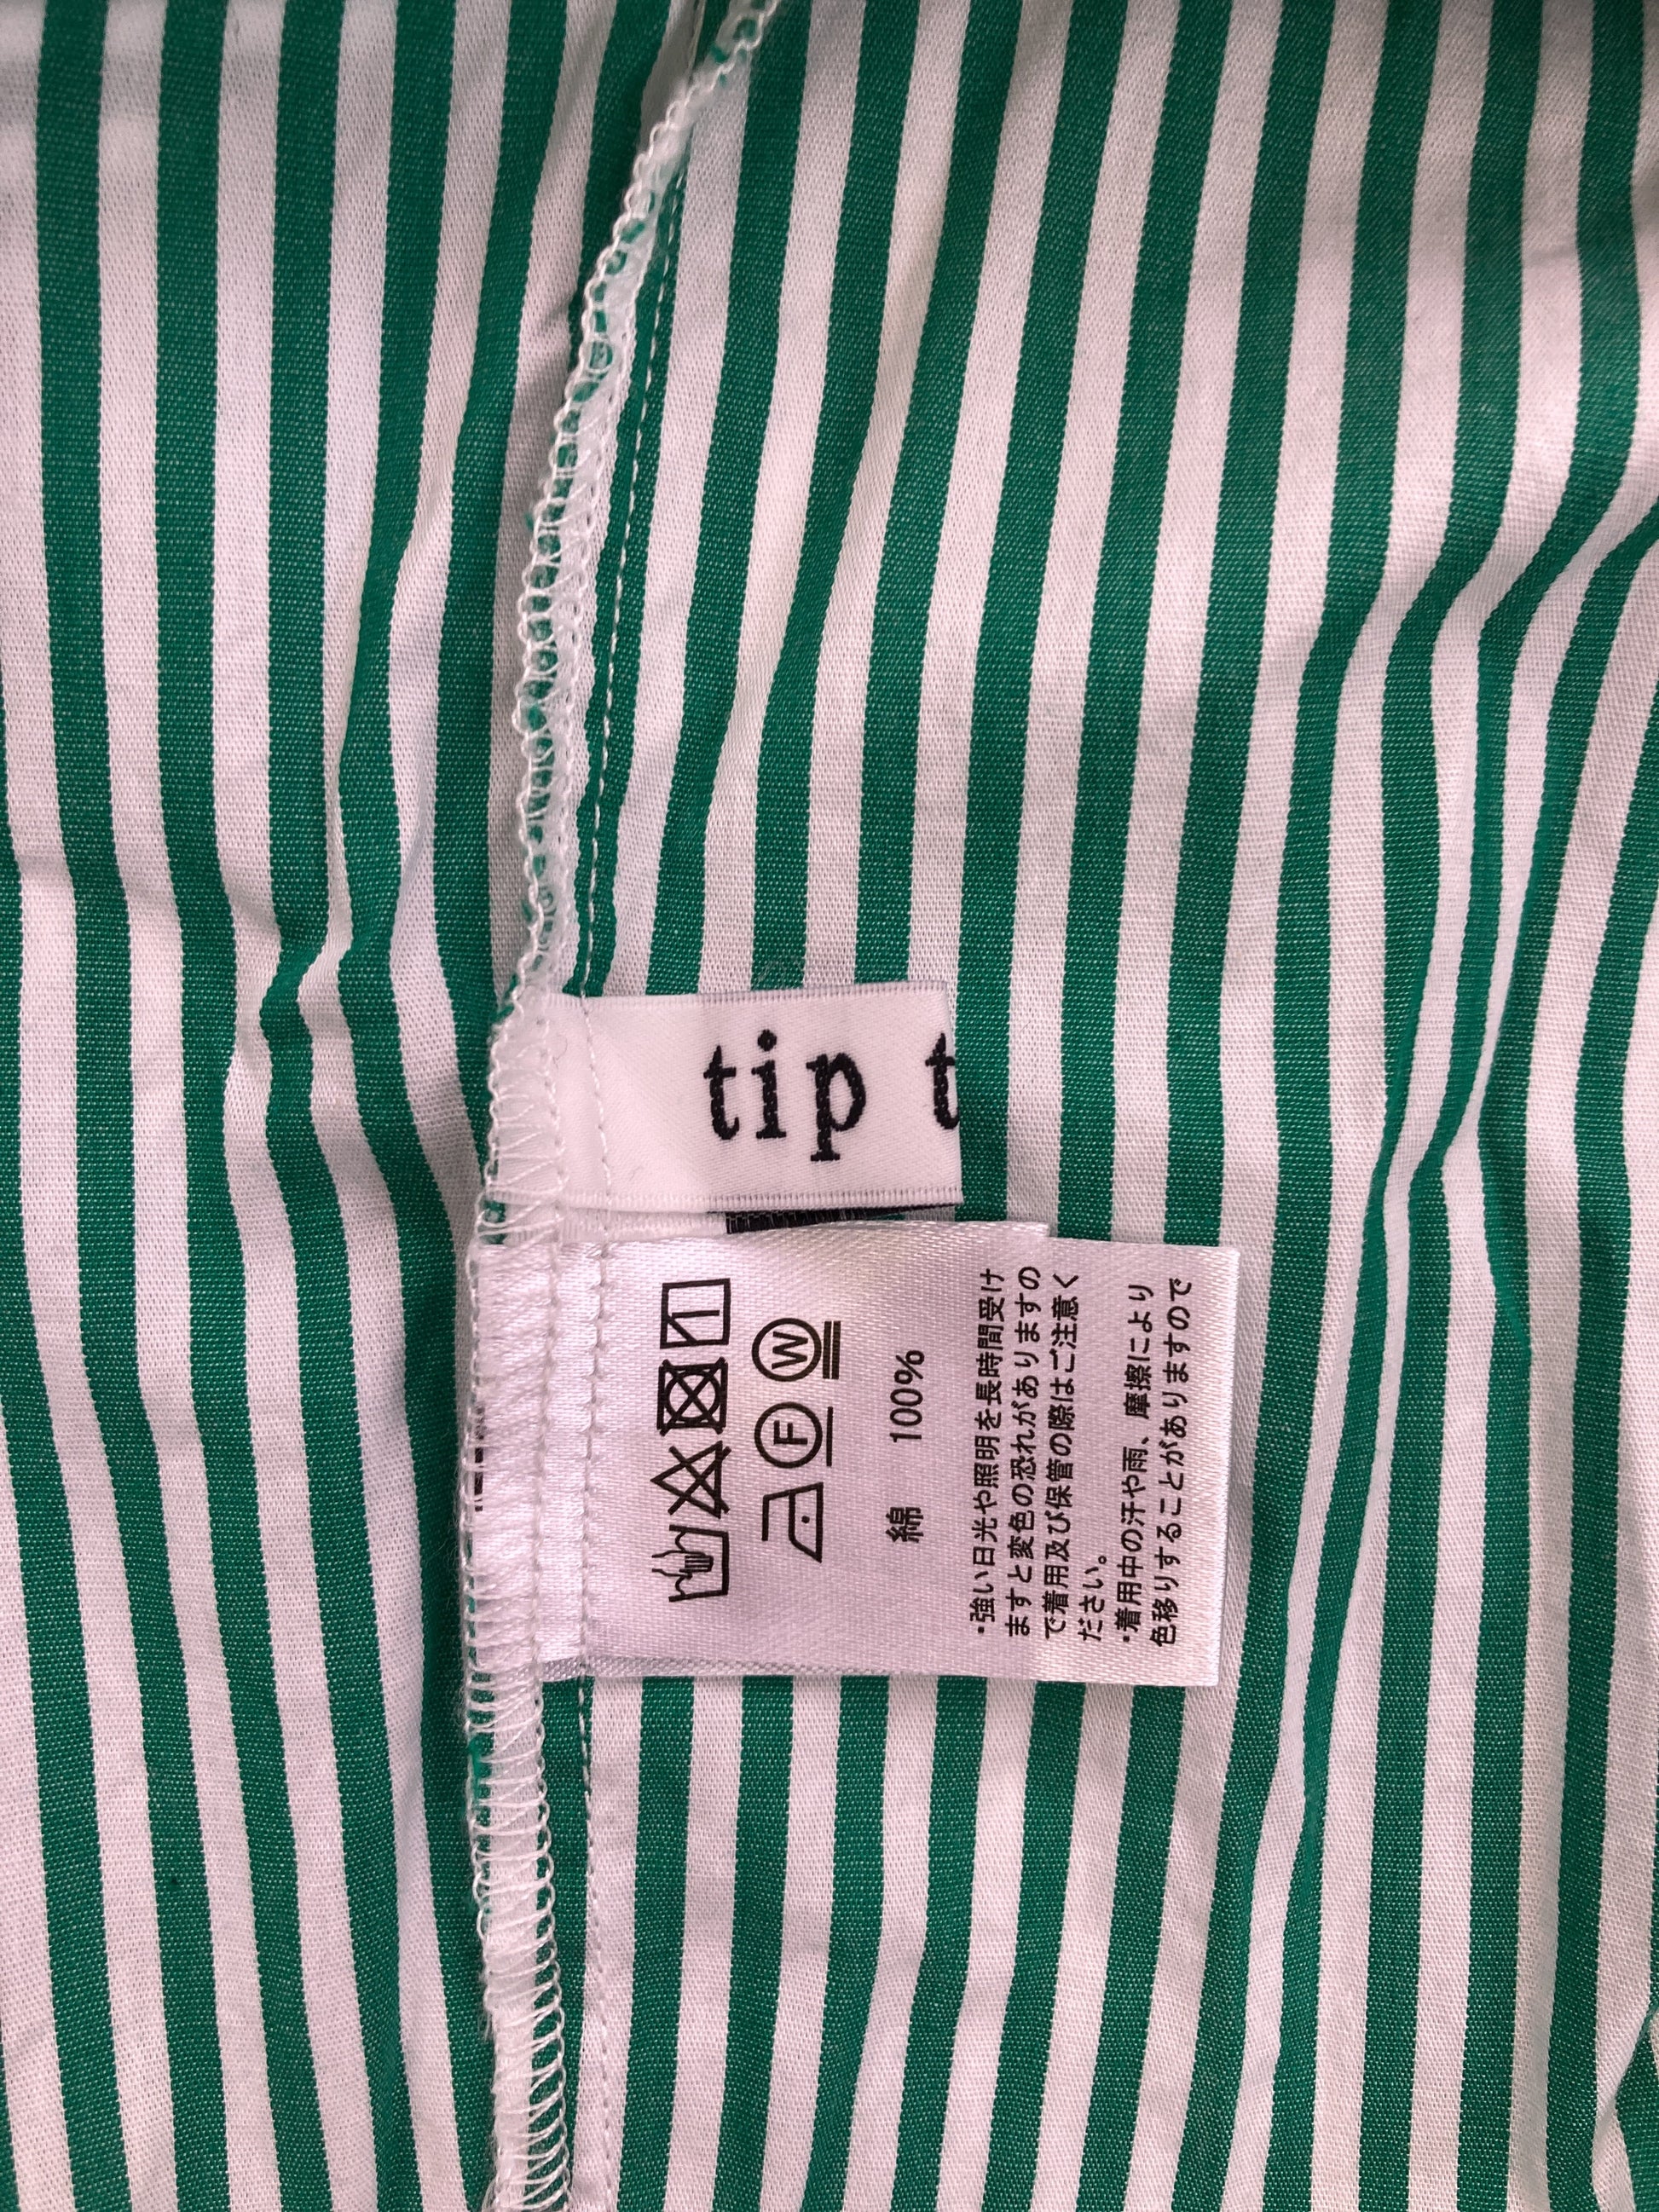 tip t
Ⓕ Ⓦ
綿 100%
・強い日光や照明を長時間受け
ますと変色の恐れがありますの
で着用及び保管の際はご注意く
ださい。
・着用中の汗や雨、摩擦により
色移りすることがありますので